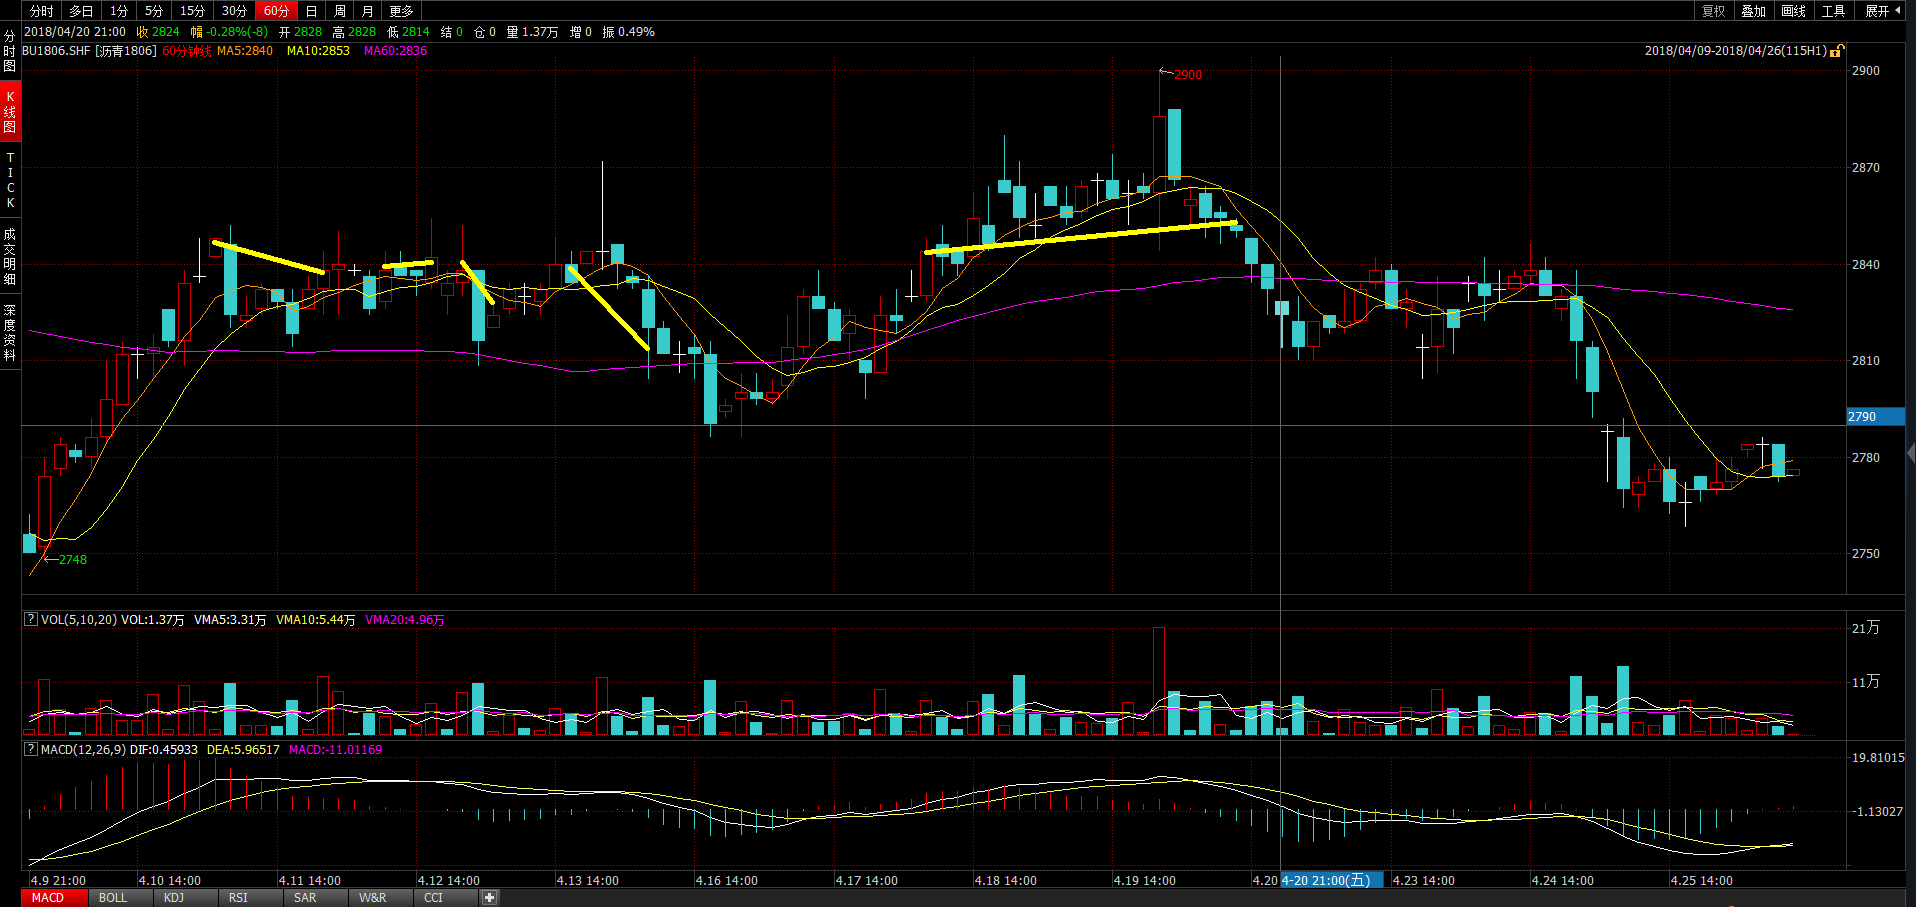 分时 多日 1分 5分 15分 30分 60分 日 周 月 更多 复权 叠加 画线 工具 展开
2018/04/20 21:00 收 2824 幅 -0.28%(-8) 开 2828 高 2828 低 2814 结 0 仓 0 量 1.37万 增 0 振 0.49%
BU1806.SHF [沥青1806] 60分钟线 MA5:2840 MA10:2853 MA60:2836 2018/04/09-2018/04/26(115H1)
分时图
K线图
TICK
成交明细
深度资料
2900
2900
2870
2840
2810
2790
2780
2750
2748
? VOL(5,10,20) VOL:1.37万 VMA5:3.31万 VMA10:5.44万 VMA20:4.96万
21万
11万
? MACD(12,26,9) DIF:0.45933 DEA:5.96517 MACD:-11.01169
19.81015
-1.13027
4.9 21:00 4.10 14:00 4.11 14:00 4.12 14:00 4.13 14:00 4.16 14:00 4.17 14:00 4.18 14:00 4.19 14:00 4.20 4-20 21:00(五) 4.23 14:00 4.24 14:00 4.25 14:00
MACD BOLL KDJ RSI SAR W&R CCI